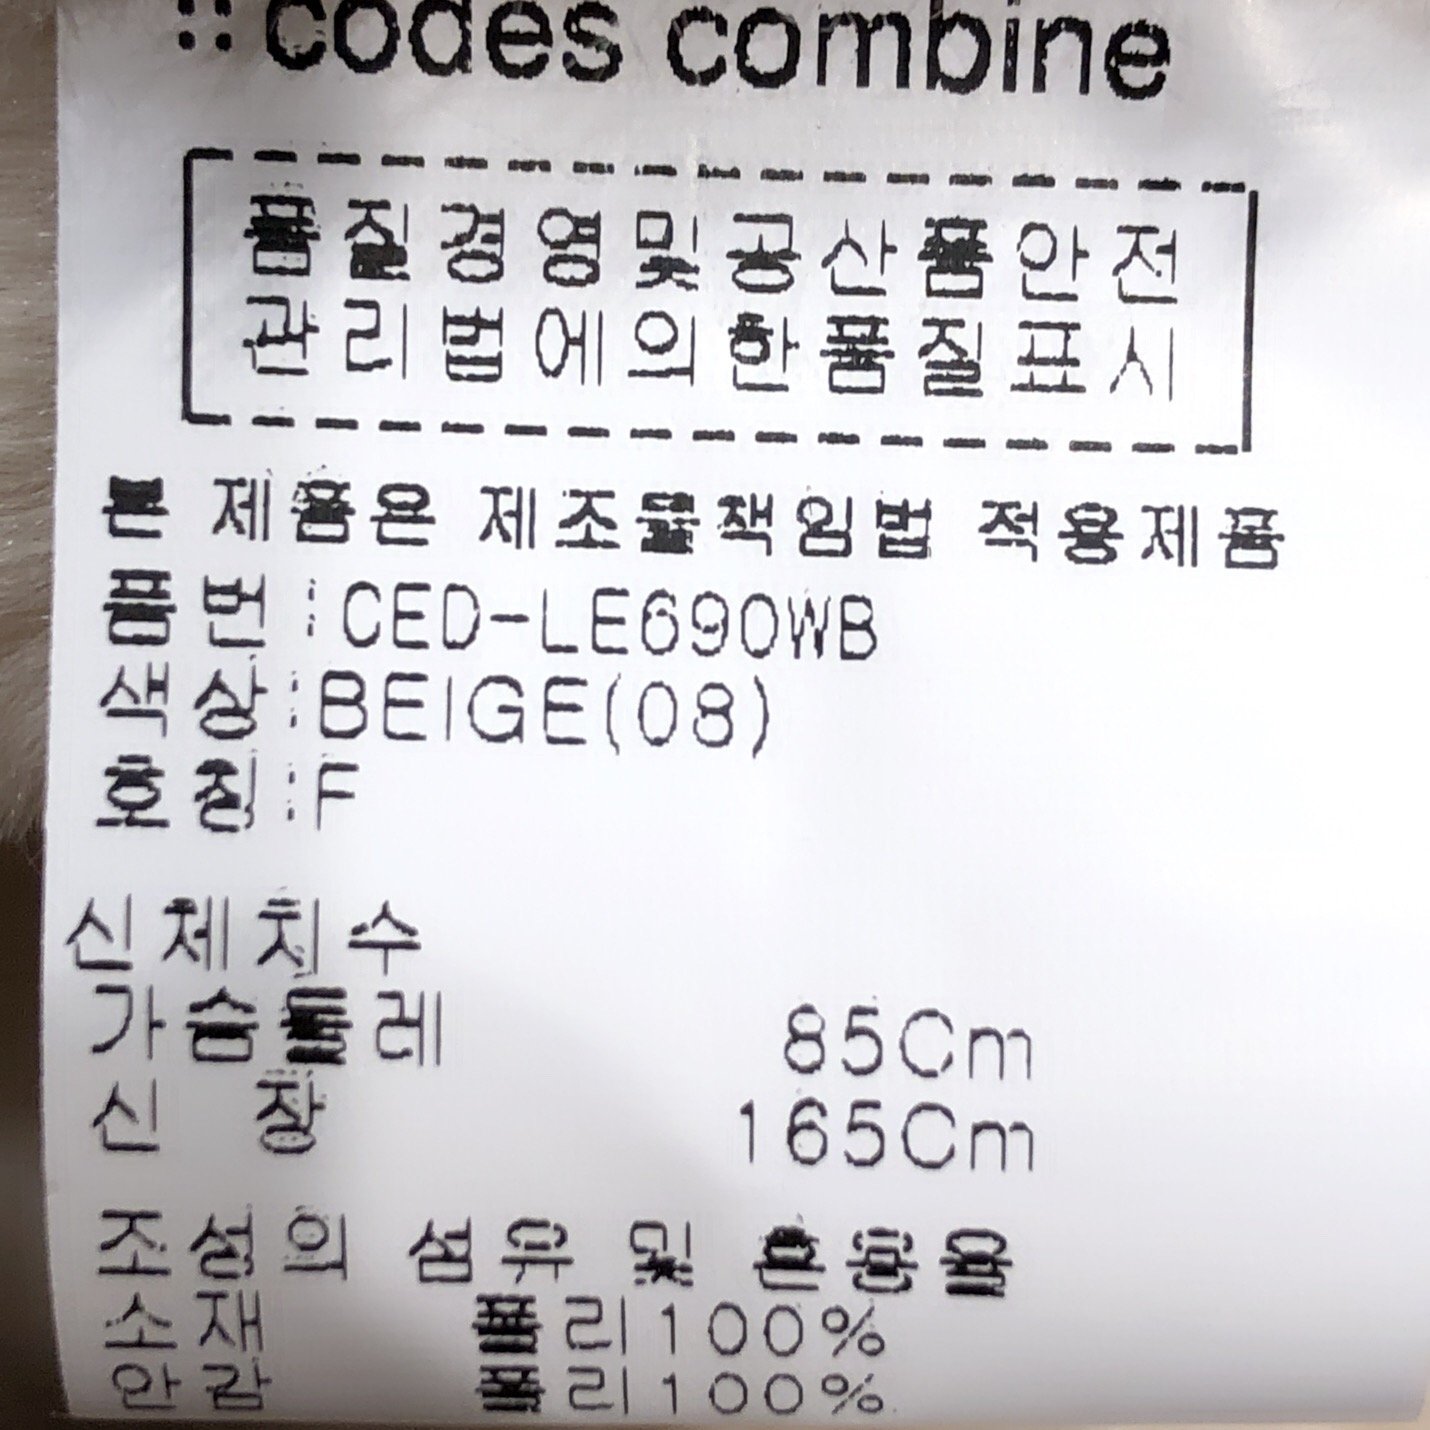 ::codes combine
품질경영및공산품안전
관리법에의한품질표시
본 제품은 제조물책임법 적용제품
품번:CED-LE690WB
색상:BEIGE(08)
호칭:F
신체치수
가슴둘레 85Cm
신 장 165Cm
조성의 섬유 및 혼용율
소재 폴리100%
안감 폴리100%